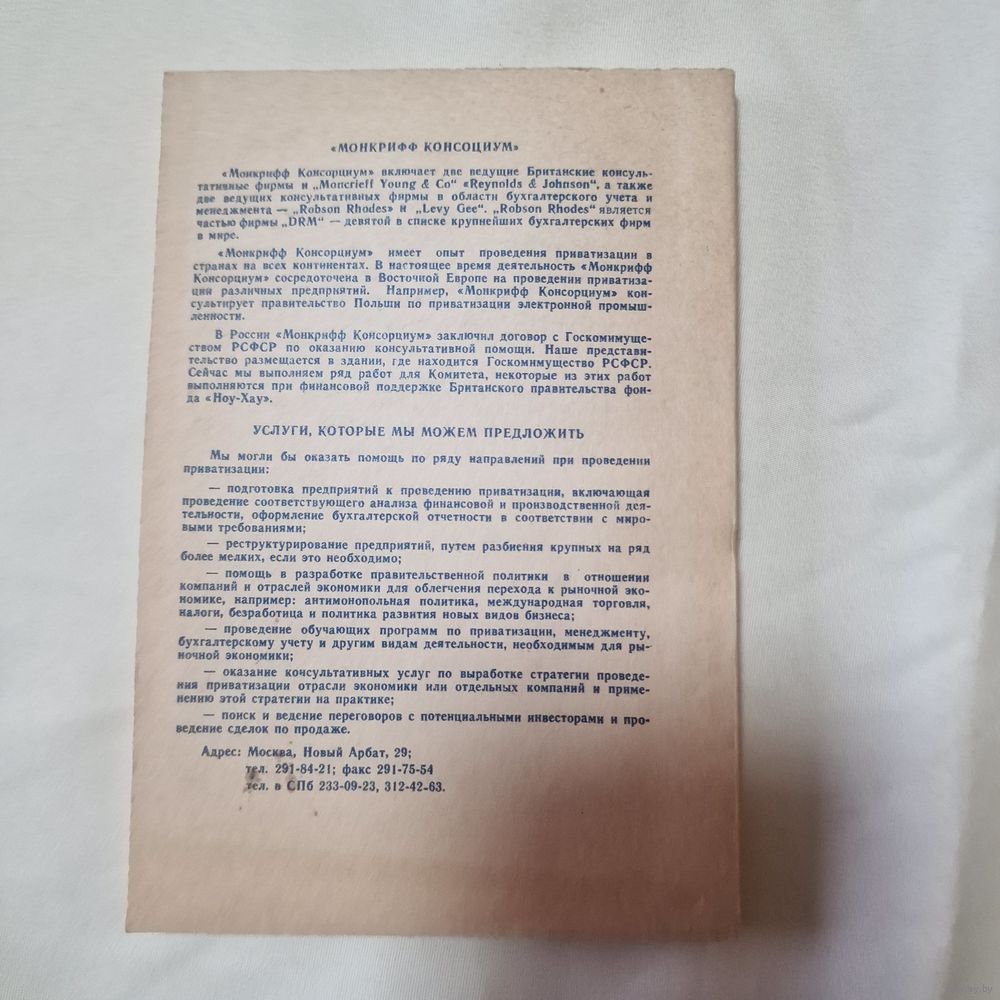 «МОНКРИФФ КОНСОЦИУМ»
«Монкрифф Консорциум» включает две ведущие Британские консуль-
тативные фирмы и „Moncrieff Young & Co“ «Reynolds & Johnson“, а также
две ведущих консультативных фирмы в области бухгалтерского учета и
менеджмента — „Robson Rhodes» и „Levy Gee“. „Robson Rhodes“ является
частью фирмы „DRM“ — девятой в списке крупнейших бухгалтерских фирм
в мире.
«Монкрифф Консорциум» имеет опыт проведения приватизации в
странах на всех континентах. В настоящее время деятельность «Монкрифф
Консорциум» сосредоточена в Восточной Европе на проведении приватиза-
ции различных предприятий. Например, «Монкрифф Консорциум» кон-
сультирует правительство Польши по приватизации электронной промыш-
ленности.
В России «Монкрифф Консорциум» заключил договор с Госкомимуще-
ством РСФСР по оказанию консультативной помощи. Наше представи-
тельство размещается в здании, где находится Госкомимущество РСФСР.
Сейчас мы выполняем ряд работ для Комитета, некоторые из этих работ
выполняются при финансовой поддержке Британского правительства фон-
да «Ноу-Хау».
УСЛУГИ, КОТОРЫЕ МЫ МОЖЕМ ПРЕДЛОЖИТЬ
Мы могли бы оказать помощь по ряду направлений при проведении
приватизации:
— подготовка предприятий к проведению приватизации, включающая
проведение соответствующего анализа финансовой и производственной дея-
тельности, оформление бухгалтерской отчетности в соответствии с миро-
выми требованиями;
— реструктурирование предприятий, путем разбиения крупных на ряд
более мелких, если это необходимо;
— помощь в разработке правительственной политики в отношении
компаний и отраслей экономики для облегчения перехода к рыночной эко-
номике, например: антимонопольная политика, международная торговля,
налоги, безработица и политика развития новых видов бизнеса;
— проведение обучающих программ по приватизации, менеджменту,
бухгалтерскому учету и другим видам деятельности, необходимым для ры-
ночной экономики;
— оказание консультативных услуг по выработке стратегии проведе-
ния приватизации отрасли экономики или отдельных компаний и приме-
нению этой стратегии на практике;
— поиск и ведение переговоров с потенциальными инвесторами и про-
ведение сделок по продаже.
Адрес: Москва, Новый Арбат, 29;
тел. 291-84-21; факс 291-75-54
тел. в СПб 233-09-23, 312-42-63.